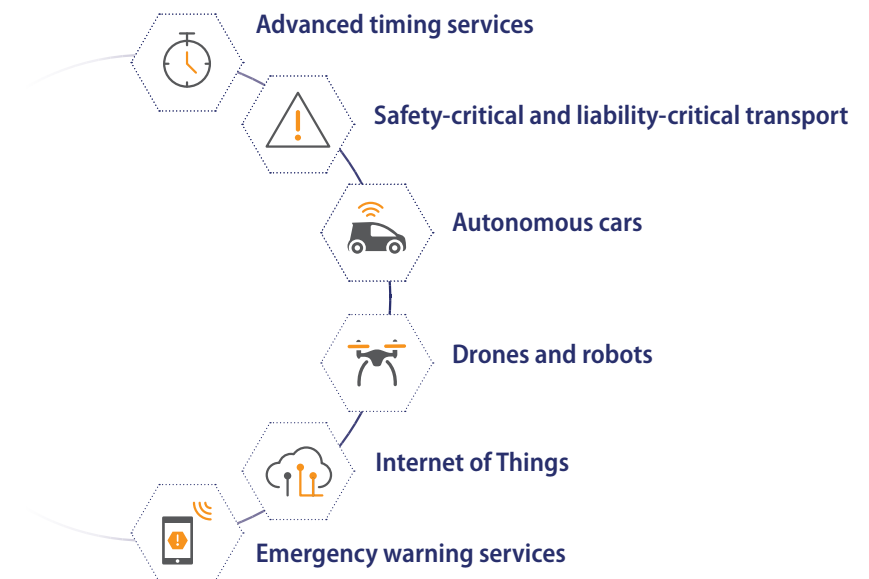 Advanced timing services
Safety-critical and liability-critical transport
Autonomous cars
Drones and robots
Internet of Things
Emergency warning services